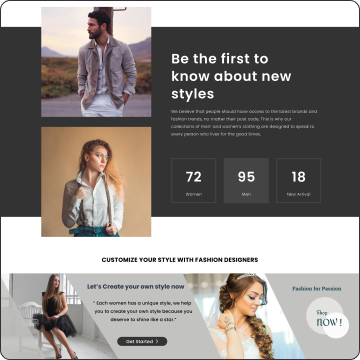 Be the first to
know about new
styles
We believe that people should have access to the latest brands and
fashion trends, no matter their post code. This is why our
collections of men' and women's clothing are designed to speak to
every person who lives for the good times.
72
Women
95
Men
18
New Arrival
CUSTOMIZE YOUR STYLE WITH FASHION DESIGNERS
Let's Create your own style now
" Each women has a unique style, we help
you to create your own style because you
deserve to shine like a star."
Get Started >
Fashion for Passion
Shop
NOW !